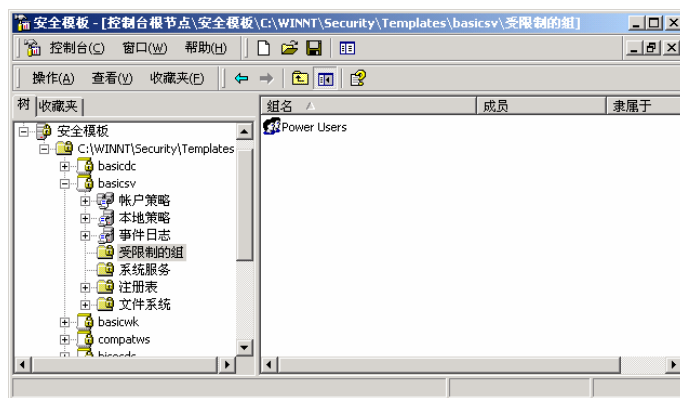 安全模板 - [控制台根节点\安全模板\C:\WINNT\Security\Templates\basicsv\受限制的组]
控制台(C) 窗口(W) 帮助(H)
操作(A) 查看(V) 收藏夹(F)
树 收藏夹
组名 成员 隶属于
安全模板
C:\WINNT\Security\Templates
basicdc
basicsv
帐户策略
本地策略
事件日志
受限制的组
系统服务
注册表
文件系统
basicwk
compatws
Power Users